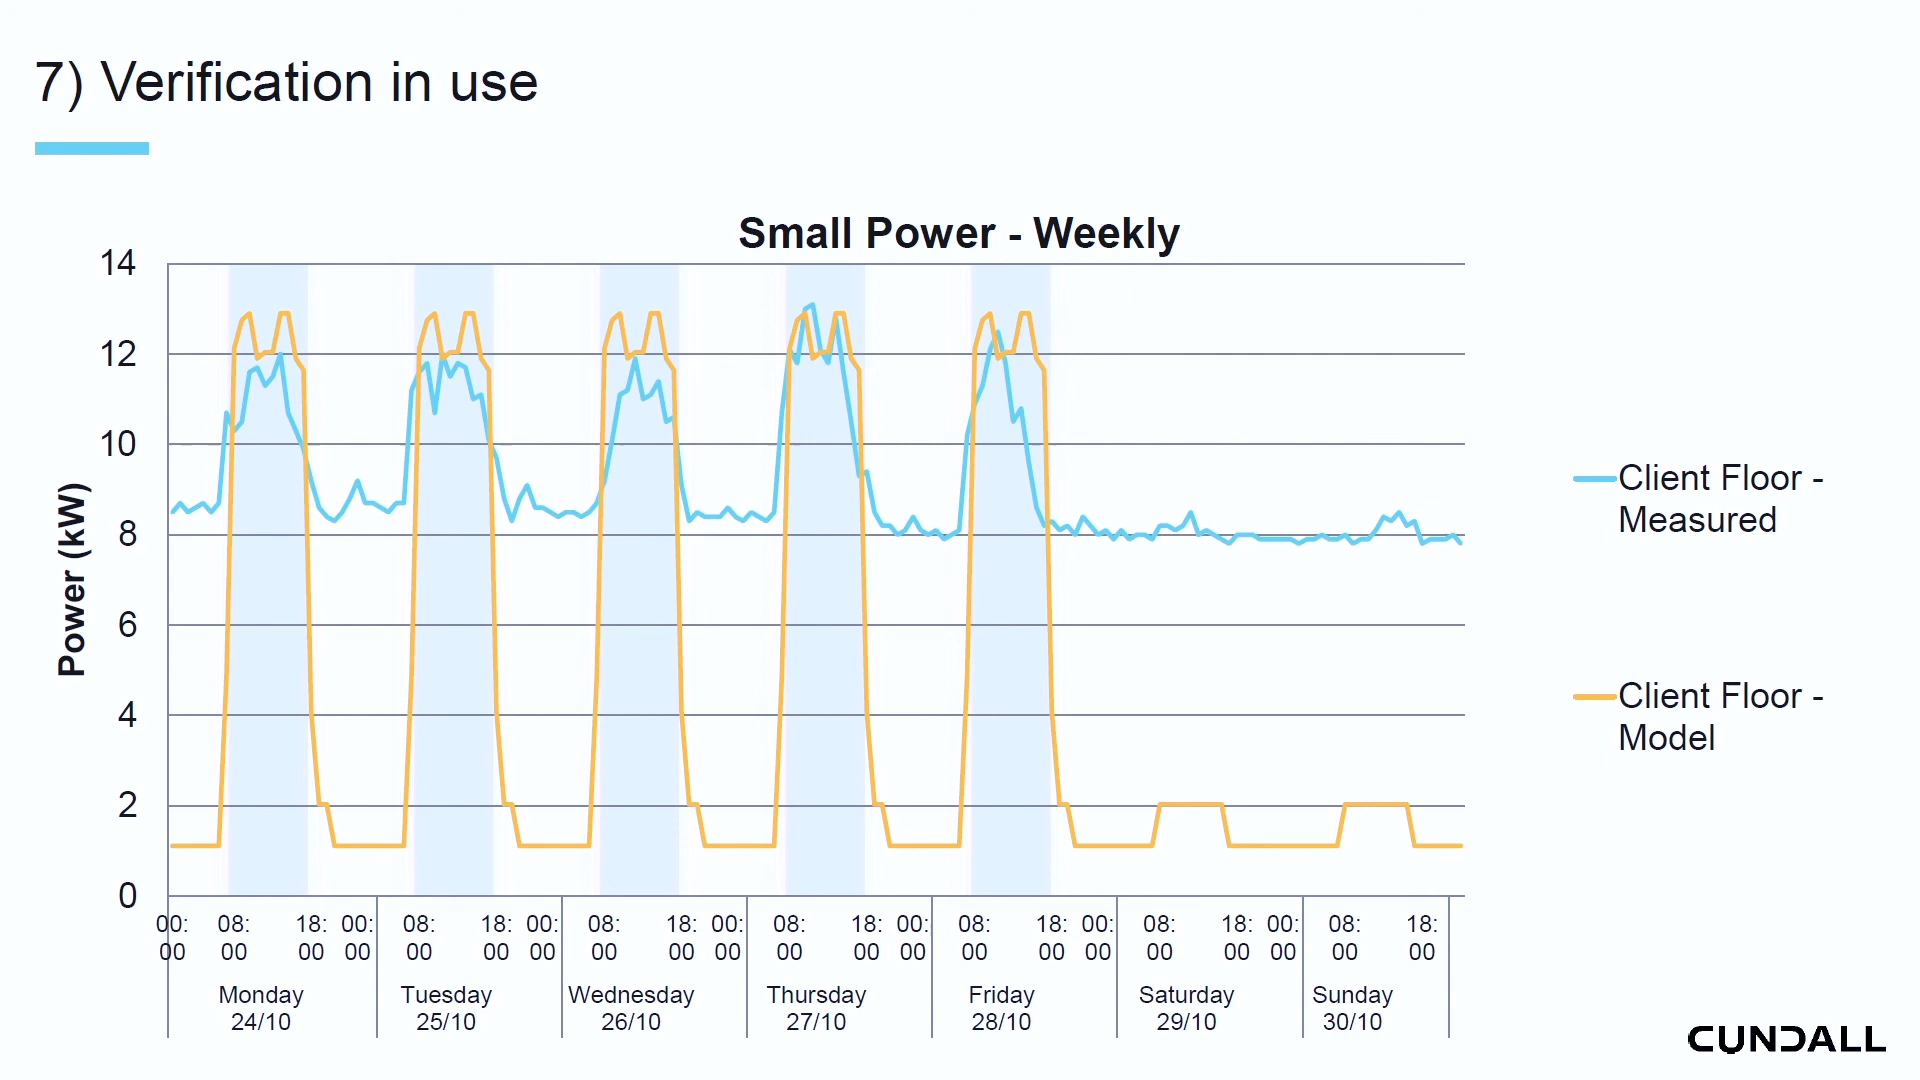 7) Verification in use
Small Power - Weekly
14
12
10
8
6
4
2
0
Power (kW)
00: 08: 18: 00: 08: 18: 00: 08: 18: 00: 08: 18: 00: 08: 18: 00: 08: 18: 00: 08: 18:
00 00 00 00 00 00 00 00 00 00 00 00 00 00 00 00 00 00 00 00 00
Monday Tuesday Wednesday Thursday Friday Saturday Sunday
24/10 25/10 26/10 27/10 28/10 29/10 30/10
Client Floor -
Measured
Client Floor -
Model
CUNDALL